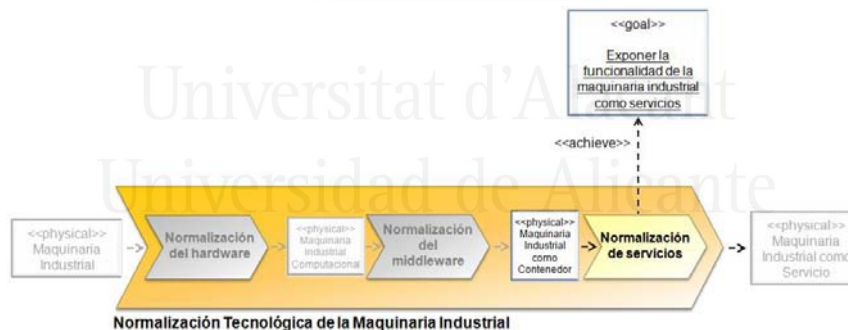 <<goal>>
Exponer la
funcionalidad de la
maquinaria industrial
como servicios
Universitat d'Alacant
<<achieve>>
Universidad de Alicante
<<physical>>
Maquinaria
Industrial
Normalización
del hardware
<<physical>>
Maquinaria
Industrial
Computacional
Normalización
del
middleware
<<physical>>
Maquinaria
Industrial
como
Contenedor
Normalización
de servicios
<<physical>>
Maquinaria
Industrial como
Servicio
Normalización Tecnológica de la Maquinaria Industrial